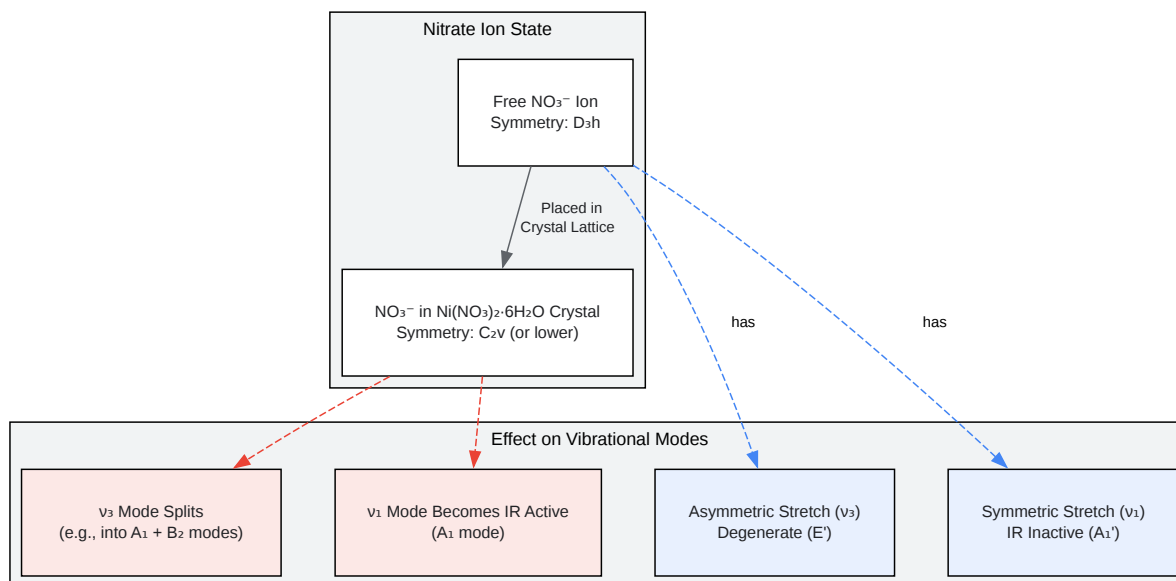 Nitrate Ion State
Free NO₃⁻ Ion
Symmetry: D₃h
Placed in
Crystal Lattice
NO₃⁻ in Ni(NO₃)₂·6H₂O Crystal
Symmetry: C₂v (or lower)
has
has
Effect on Vibrational Modes
ν₃ Mode Splits
(e.g., into A₁ + B₂ modes)
ν₁ Mode Becomes IR Active
(A₁ mode)
Asymmetric Stretch (ν₃)
Degenerate (E')
Symmetric Stretch (ν₁)
IR Inactive (A₁')